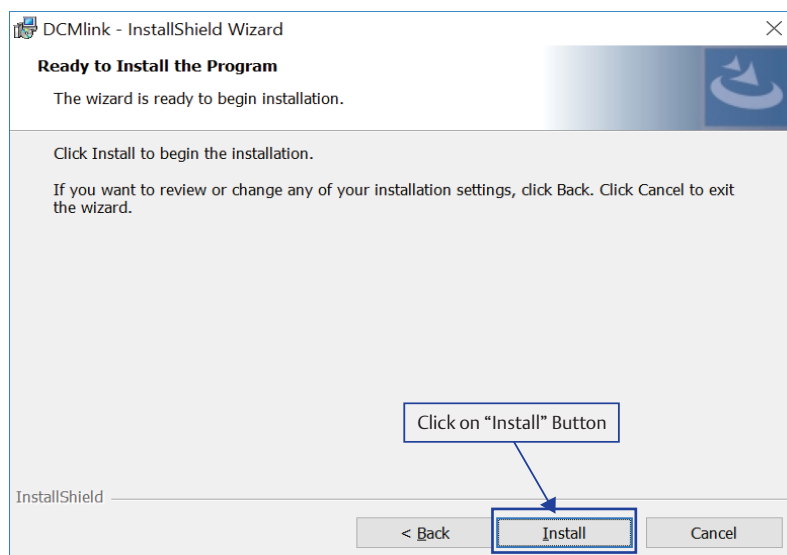 DCMlink - InstallShield Wizard
Ready to Install the Program
The wizard is ready to begin installation.
Click Install to begin the installation.
If you want to review or change any of your installation settings, click Back. Click Cancel to exit
the wizard.
Click on “Install” Button
InstallShield
< Back
Install
Cancel